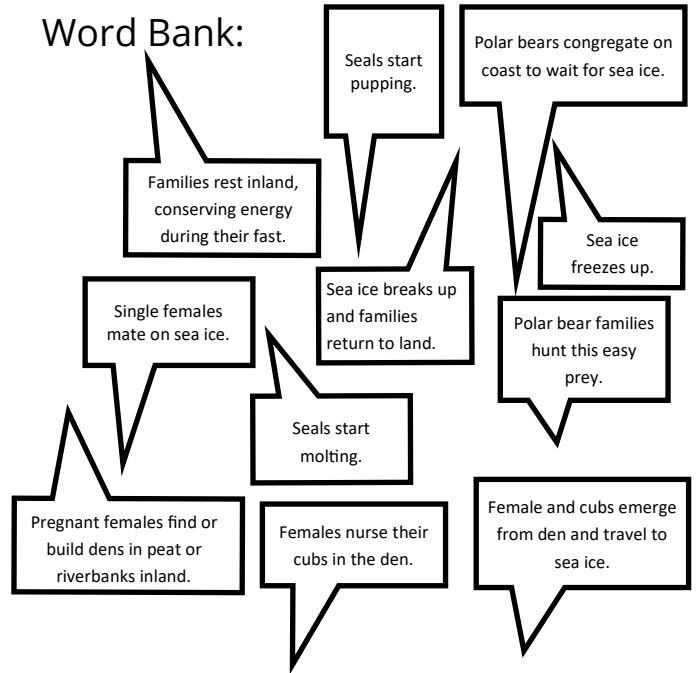 Word Bank:
Seals start
pupping.
Polar bears congregate on
coast to wait for sea ice.
Families rest inland,
conserving energy
during their fast.
Sea ice
freezes up.
Single females
mate on sea ice.
Sea ice breaks up
and families
return to land.
Polar bear families
hunt this easy
prey.
Seals start
molting.
Pregnant females find or
build dens in peat or
riverbanks inland.
Females nurse their
cubs in the den.
Female and cubs emerge
from den and travel to
sea ice.